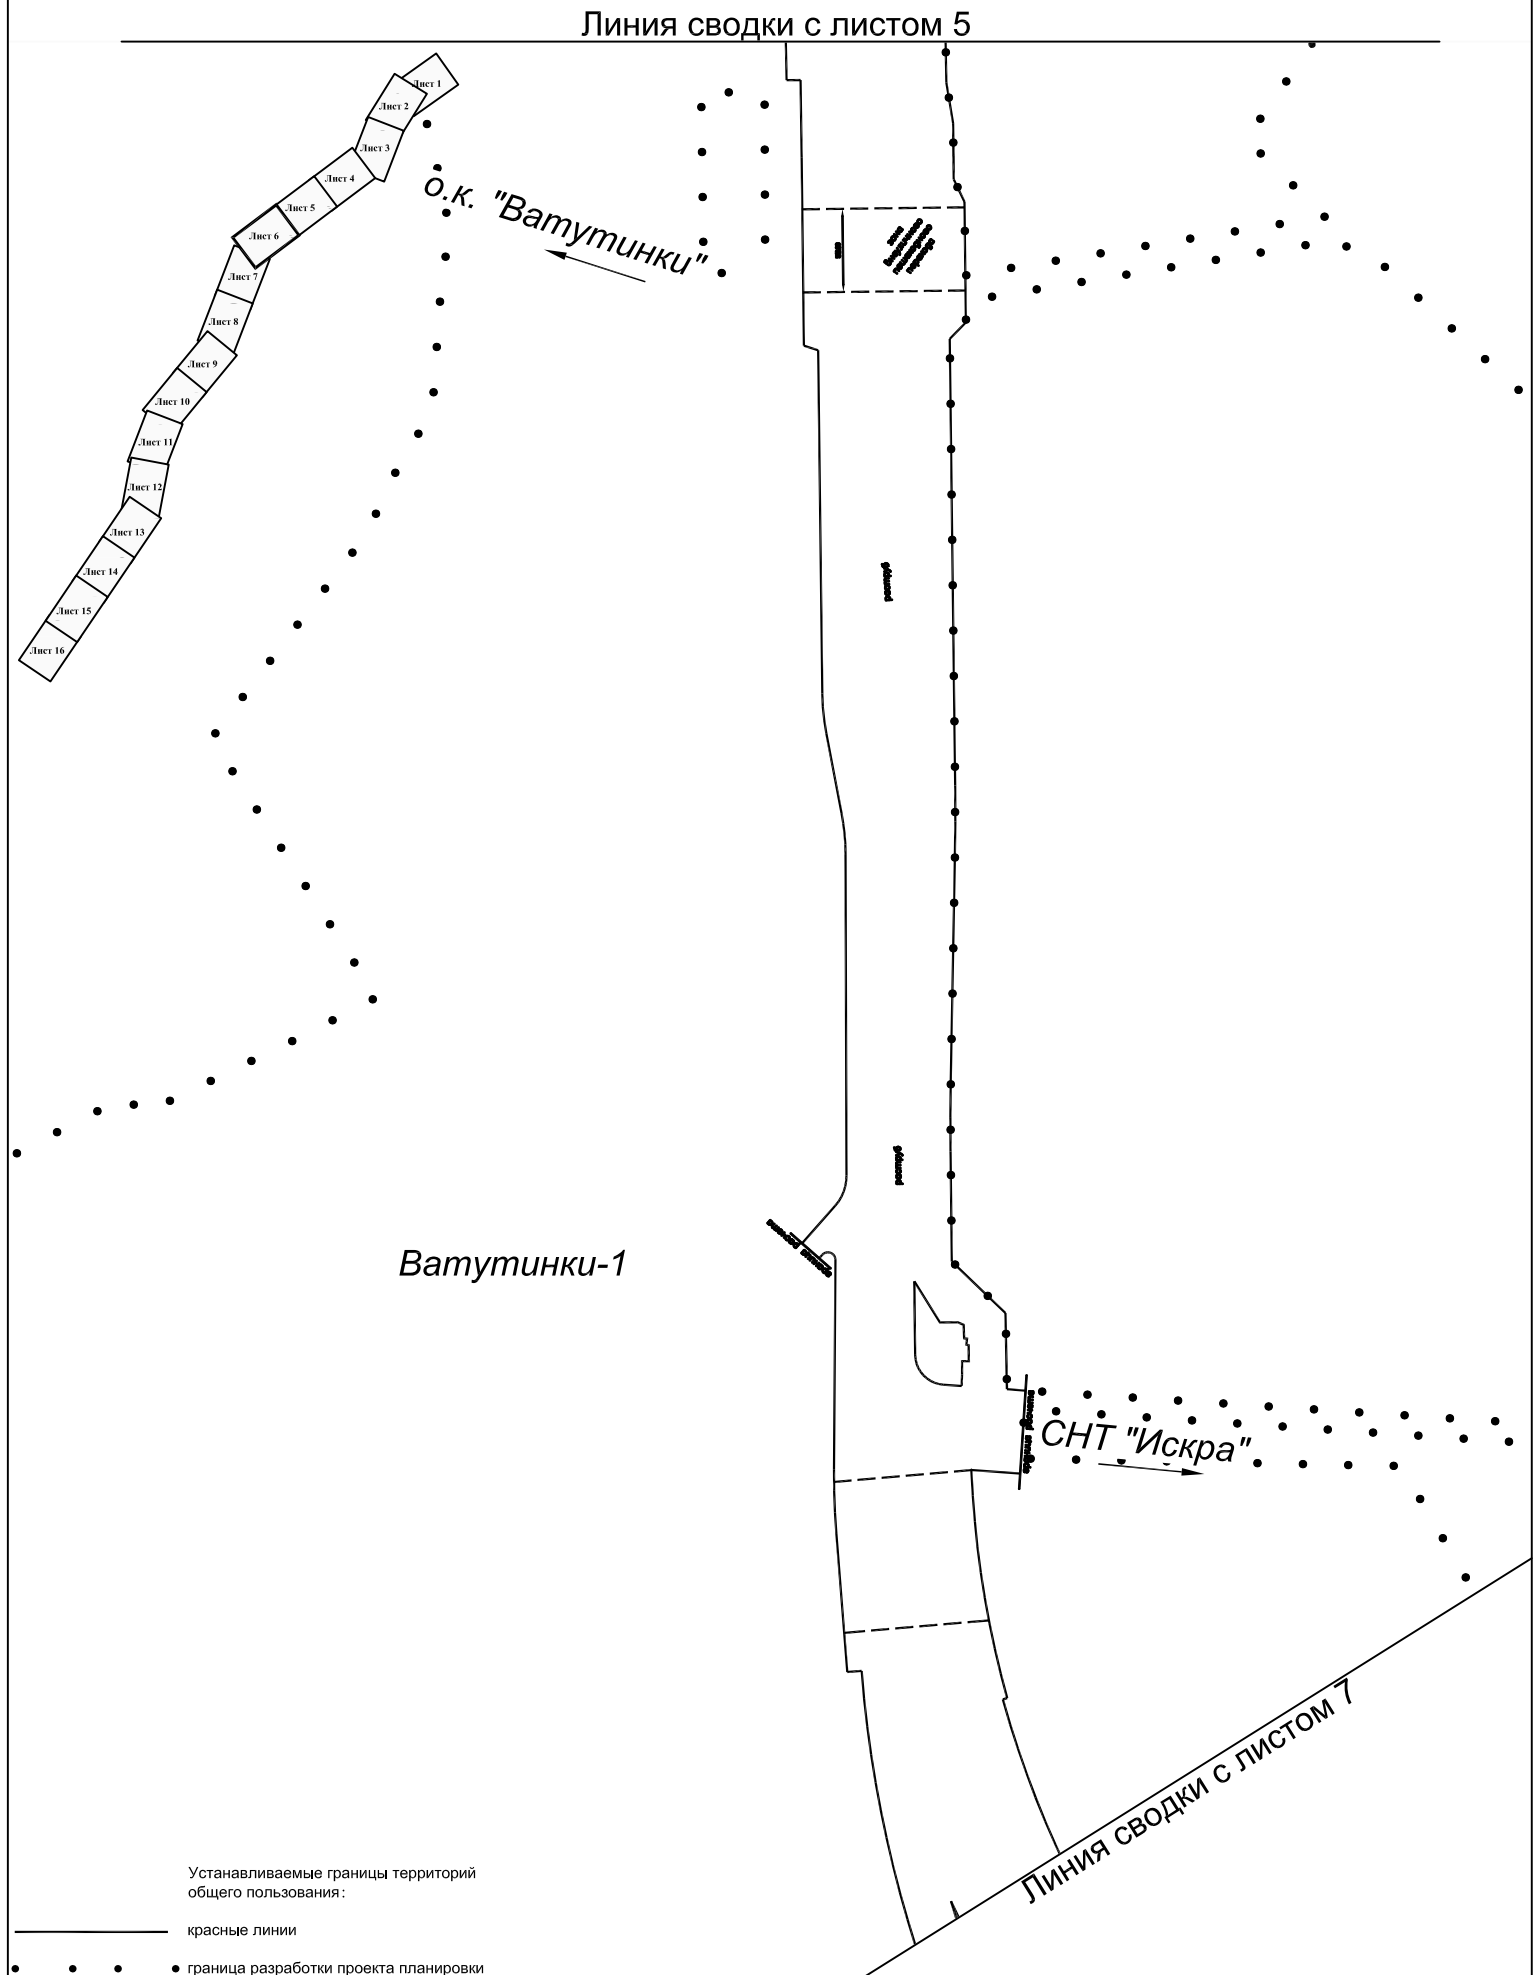 Линия сводки с листом 5
Лист 1
Лист 2
Лист 3
Лист 4
Лист 5
Лист 6
Лист 7
Лист 8
Лист 9
Лист 10
Лист 11
Лист 12
Лист 13
Лист 14
Лист 15
Лист 16
о.к. "Ватутинки"
Ватутинки-1
СНТ "Искра"
Линия сводки с листом 7
Устанавливаемые границы территорий
общего пользования:
красные линии
граница разработки проекта планировки